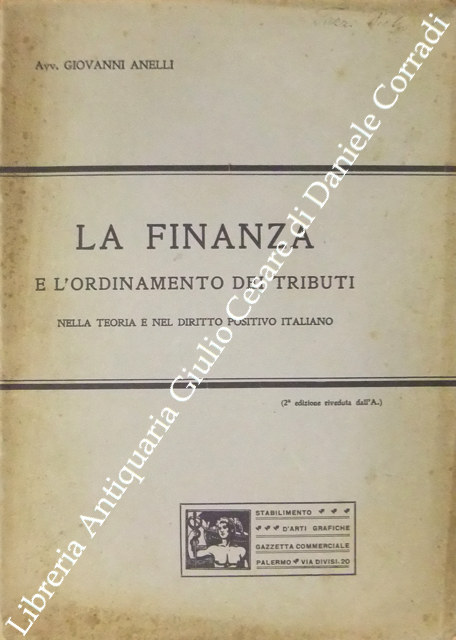 Avv. GIOVANNI ANELLI
LA FINANZA
E L'ORDINAMENTO DEI TRIBUTI
NELLA TEORIA E NEL DIRITTO POSITIVO ITALIANO
(2ª edizione riveduta dall'A.)
STABILIMENTO
D'ARTI GRAFICHE
GAZZETTA COMMERCIALE
PALERMO VIA DIVISI, 20
Libreria Antiquaria Giulio Cesare di Daniele Corradi